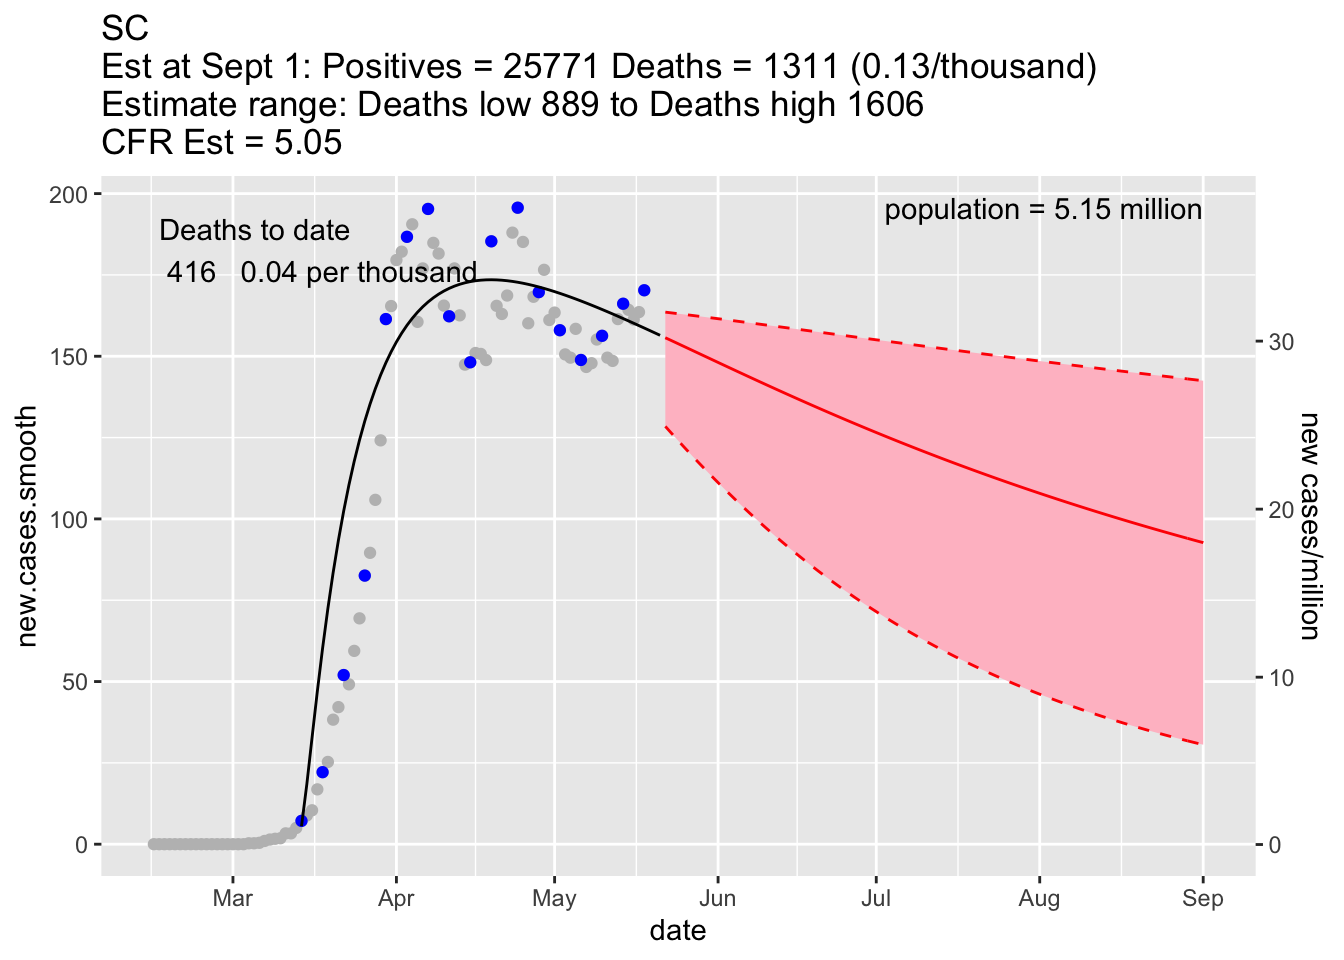 SC
Est at Sept 1: Positives = 25771 Deaths = 1311 (0.13/thousand)
Estimate range: Deaths low 889 to Deaths high 1606
CFR Est = 5.05
Deaths to date
416 0.04 per thousand
population = 5.15 million
200
150
100
50
0
new.cases.smooth
30
20
10
0
new cases/million
Mar Apr May Jun Jul Aug Sep
date